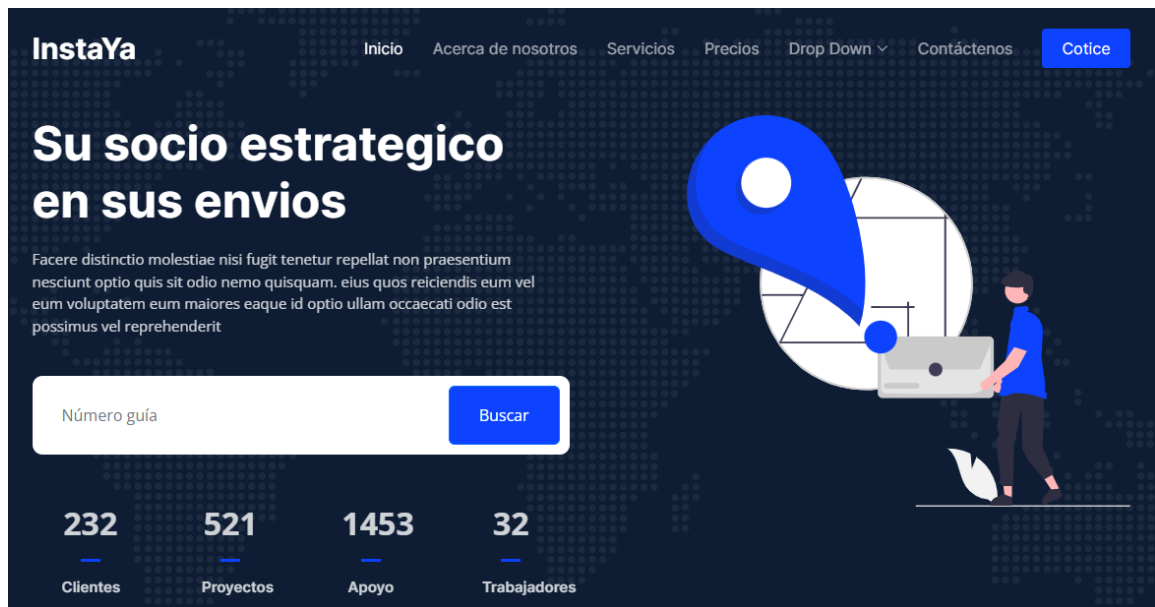 InstaYa
Inicio Acerca de nosotros Servicios Precios Drop Down Contáctenos Cotice
Su socio estrategico
en sus envios
Facere distinctio molestiae nisi fugit tenetur repellat non praesentium
nesciunt optio quis sit odio nemo quisquam. eius quos reiciendis eum vel
eum voluptatem eum maiores eaque id optio ullam occaecati odio est
possimus vel reprehenderit
Número guía Buscar
232 521 1453 32
Clientes Proyectos Apoyo Trabajadores